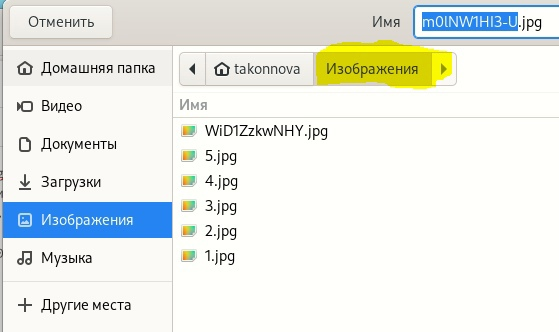 Отменить
Имя
m0lNW1HI3-U.jpg
Домашняя папка
Видео
Документы
Загрузки
Изображения
Музыка
Другие места
takonnova
Изображения
Имя
WiD1ZzkwNHY.jpg
5.jpg
4.jpg
3.jpg
2.jpg
1.jpg